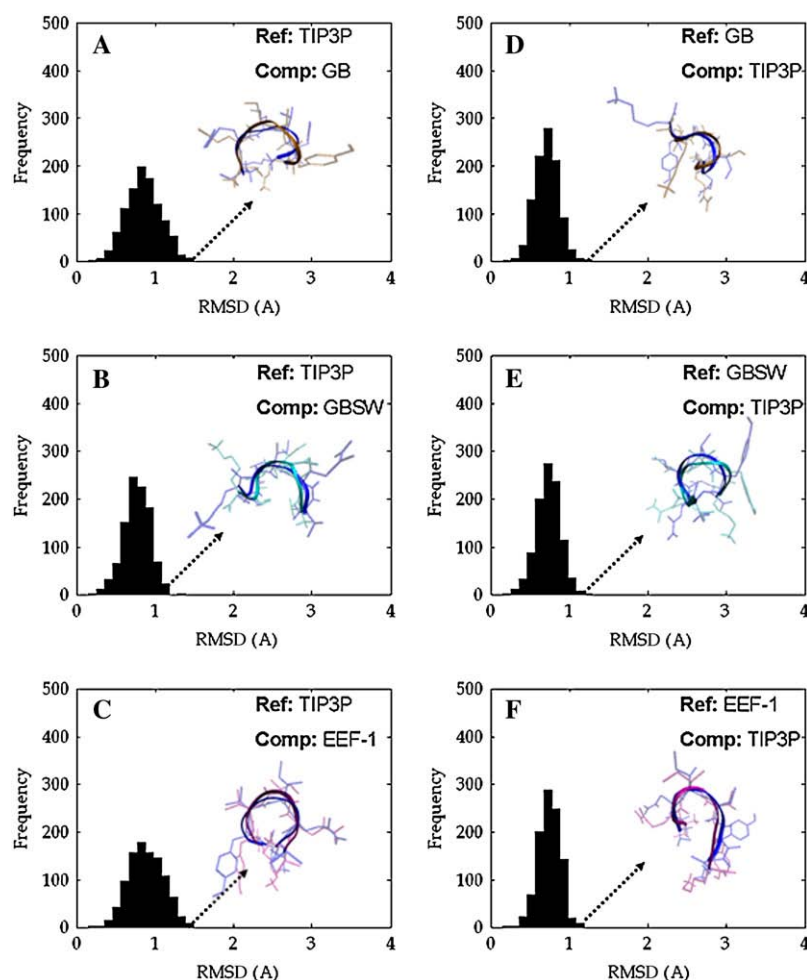 A
Ref: TIP3P
Comp: GB
Frequency
500
400
300
200
100
0
0 1 2 3 4
RMSD (A)
D
Ref: GB
Comp: TIP3P
Frequency
500
400
300
200
100
0
0 1 2 3 4
RMSD (A)
B
Ref: TIP3P
Comp: GBSW
Frequency
500
400
300
200
100
0
0 1 2 3 4
RMSD (A)
E
Ref: GBSW
Comp: TIP3P
Frequency
500
400
300
200
100
0
0 1 2 3 4
RMSD (A)
C
Ref: TIP3P
Comp: EEF-1
Frequency
500
400
300
200
100
0
0 1 2 3 4
RMSD (A)
F
Ref: EEF-1
Comp: TIP3P
Frequency
500
400
300
200
100
0
0 1 2 3 4
RMSD (A)